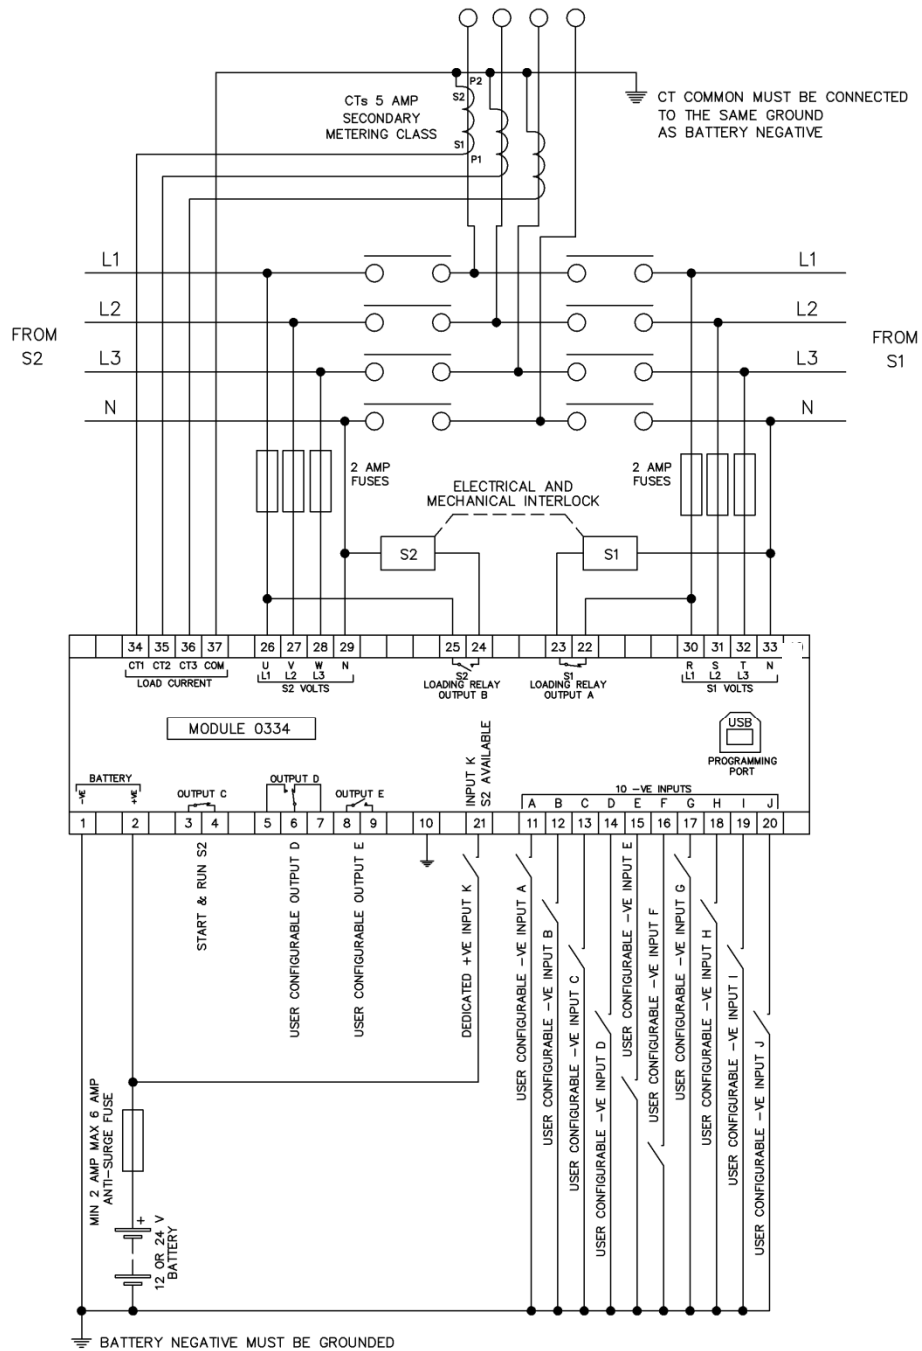 P2
S2
CTs 5 AMP
SECONDARY
METERING CLASS
S1
P1
CT COMMON MUST BE CONNECTED
TO THE SAME GROUND
AS BATTERY NEGATIVE
L1
L1
L2
L2
FROM
S2
FROM
S1
L3
L3
N
N
2 AMP
FUSES
2 AMP
FUSES
ELECTRICAL AND
MECHANICAL INTERLOCK
S2
S1
34 35 36 37 26 27 28 29 25 24 23 22 30 31 32 33
CT1 CT2 CT3 COM
LOAD CURRENT
U V W N
L1 L2 L3
S2 VOLTS
S2
LOADING RELAY
OUTPUT B
S1
LOADING RELAY
OUTPUT A
R S T N
L1 L2 L3
S1 VOLTS
MODULE 0334
INPUT K
S2 AVAILABLE
USB
PROGRAMMING
PORT
BATTERY
-VE
+VE
OUTPUT C
OUTPUT D
OUTPUT E
10 -VE INPUTS
A B C D E F G H I J
1 2 3 4 5 6 7 8 9 10 21 11 12 13 14 15 16 17 18 19 20
START & RUN S2
USER CONFIGURABLE OUTPUT D
USER CONFIGURABLE OUTPUT E
DEDICATED +VE INPUT K
USER CONFIGURABLE -VE INPUT A
USER CONFIGURABLE -VE INPUT B
USER CONFIGURABLE -VE INPUT C
USER CONFIGURABLE -VE INPUT D
USER CONFIGURABLE -VE INPUT E
USER CONFIGURABLE -VE INPUT F
USER CONFIGURABLE -VE INPUT G
USER CONFIGURABLE -VE INPUT H
USER CONFIGURABLE -VE INPUT I
USER CONFIGURABLE -VE INPUT J
MIN 2 AMP MAX 6 AMP
ANTI-SURGE FUSE
+
12 OR 24 V
BATTERY
BATTERY NEGATIVE MUST BE GROUNDED